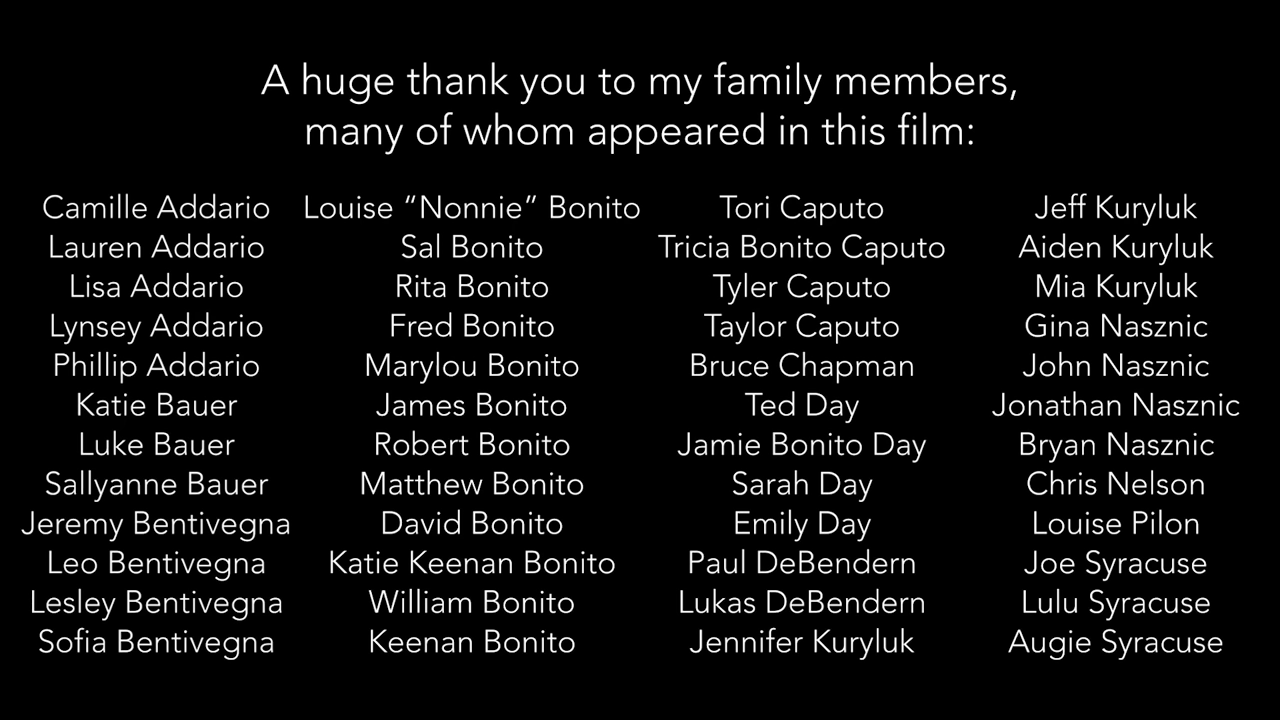 A huge thank you to my family members,
many of whom appeared in this film:
Camille Addario
Lauren Addario
Lisa Addario
Lynsey Addario
Phillip Addario
Katie Bauer
Luke Bauer
Sallyanne Bauer
Jeremy Bentivegna
Leo Bentivegna
Lesley Bentivegna
Sofia Bentivegna
Louise “Nonnie” Bonito
Sal Bonito
Rita Bonito
Fred Bonito
Marylou Bonito
James Bonito
Robert Bonito
Matthew Bonito
David Bonito
Katie Keenan Bonito
William Bonito
Keenan Bonito
Tori Caputo
Tricia Bonito Caputo
Tyler Caputo
Taylor Caputo
Bruce Chapman
Ted Day
Jamie Bonito Day
Sarah Day
Emily Day
Paul DeBendern
Lukas DeBendern
Jennifer Kuryluk
Jeff Kuryluk
Aiden Kuryluk
Mia Kuryluk
Gina Nasznic
John Nasznic
Jonathan Nasznic
Bryan Nasznic
Chris Nelson
Louise Pilon
Joe Syracuse
Lulu Syracuse
Augie Syracuse